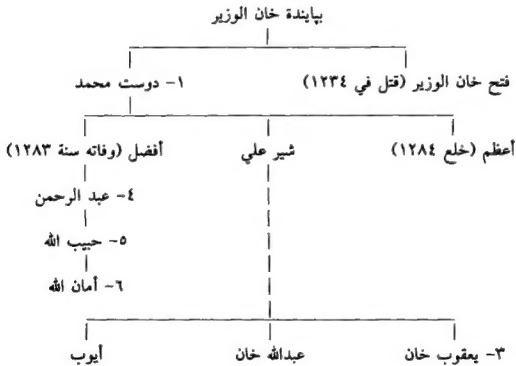 بپایندة خان الوزير
فتح خان الوزير (قتل في ١٢٣٤) ١- دوست محمد
أعظم (خلع ١٢٨٤) شير علي أفضل (وفاته سنة ١٢٨٣)
٤- عبد الرحمن
٥- حبيب الله
٦- أمان الله
٣- يعقوب خان عبدالله خان أيوب